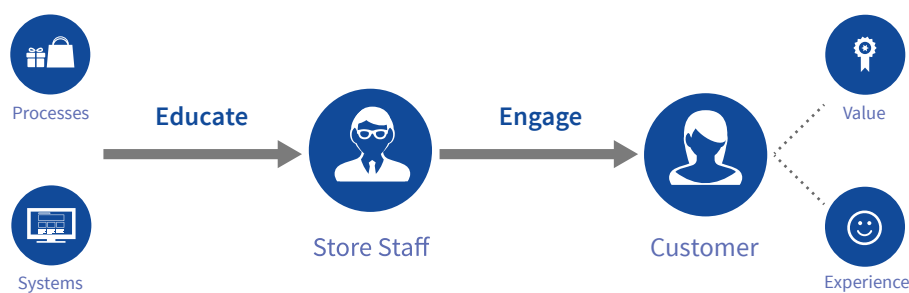 Processes
Systems
Educate
Store Staff
Engage
Customer
Value
Experience